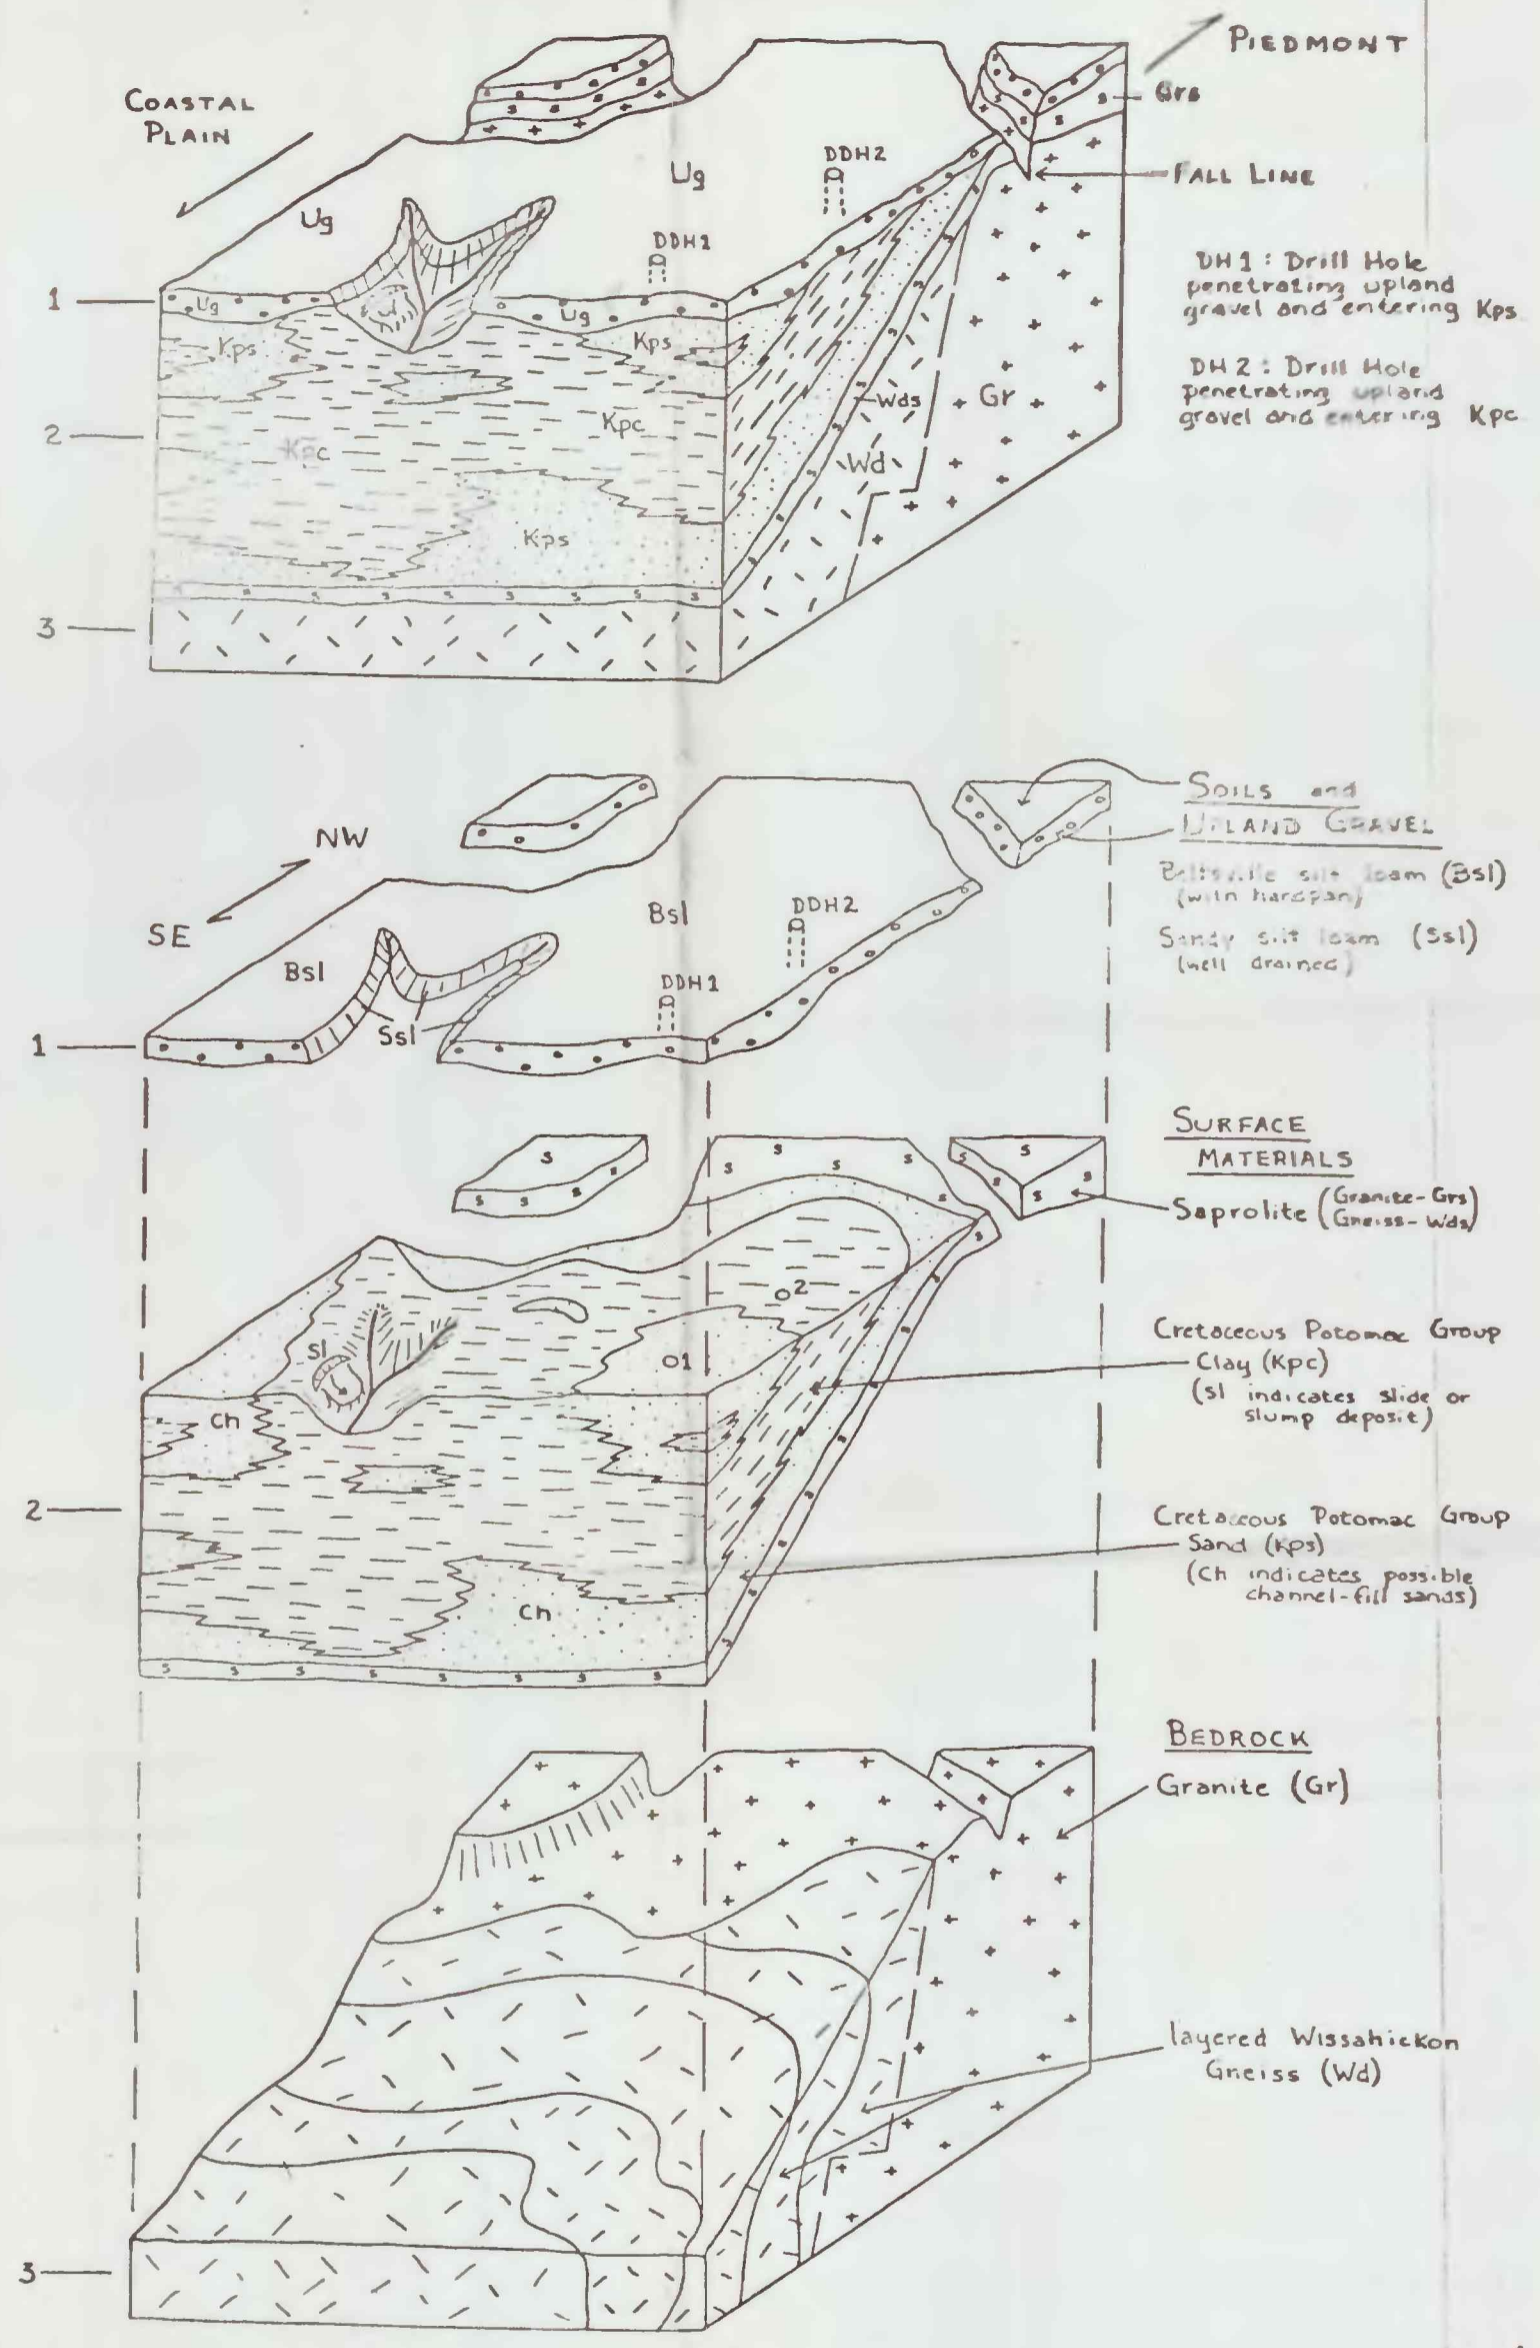 PIEDMONT
COASTAL
PLAIN
Grs
FALL LINE
DDH2
Ug
Ug
DDH1
DH1: Drill Hole
penetrating upland
gravel and entering Kps
DH2: Drill Hole
penetrating upland
gravel and entering Kpc
1
Ug
Ug
Kps
Kps
Wds
Gr
2
Kpc
Kpc
Wd
Kps
3
s s s s s s s
SOILS and
UPLAND GRAVEL
NW
SE
Beltsville silt loam (Bsl)
(with hardpan)
Sandy silt loam (Ssl)
(well drained)
Bsl
DDH2
Bsl
DDH1
Ssl
1
SURFACE
MATERIALS
Saprolite (Granite-Grs)
(Gneiss-Wds)
o2
o1
sl
Cretaceous Potomac Group
Clay (Kpc)
(sl indicates slide or
slump deposit)
Ch
2
Cretaceous Potomac Group
Sand (Kps)
(Ch indicates possible
channel-fill sands)
Ch
s s s s s s s s
BEDROCK
Granite (Gr)
layered Wissahickon
Gneiss (Wd)
3